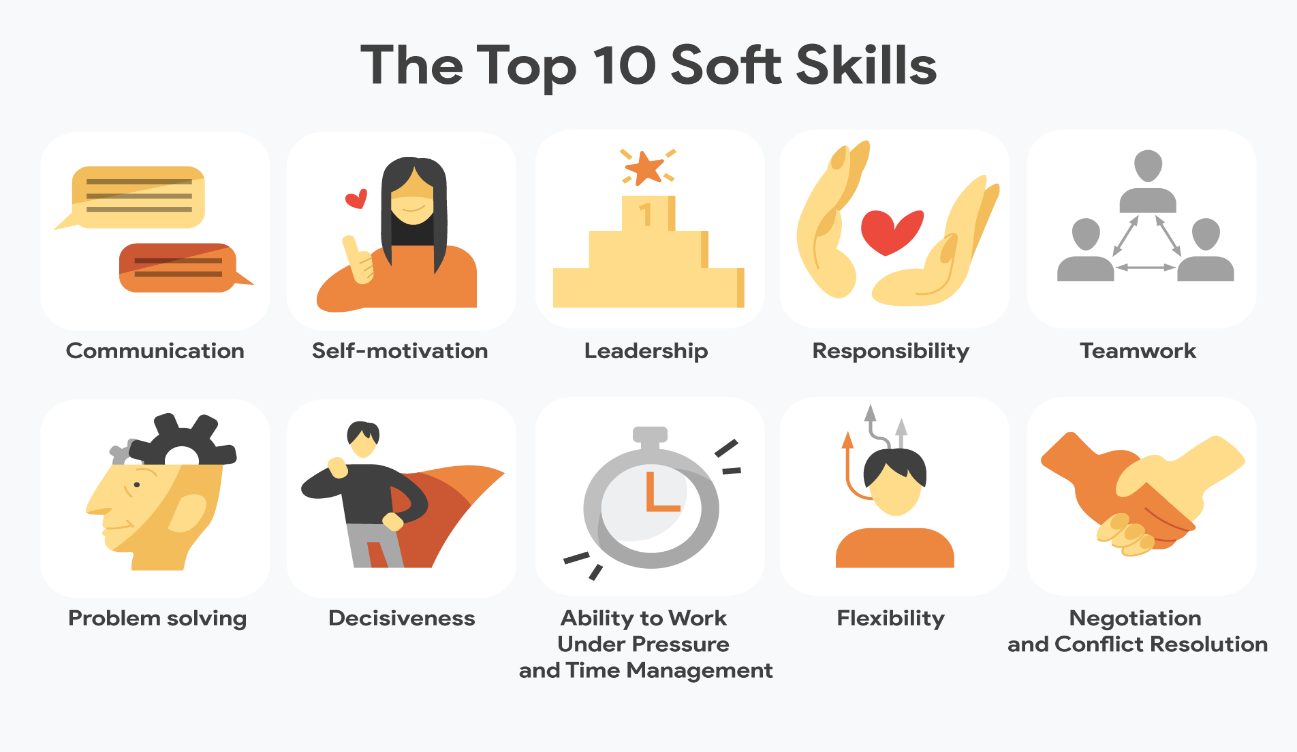 The Top 10 Soft Skills
1
Communication
Self-motivation
Leadership
Responsibility
Teamwork
Problem solving
Decisiveness
Ability to Work
Under Pressure
and Time Management
Flexibility
Negotiation
and Conflict Resolution